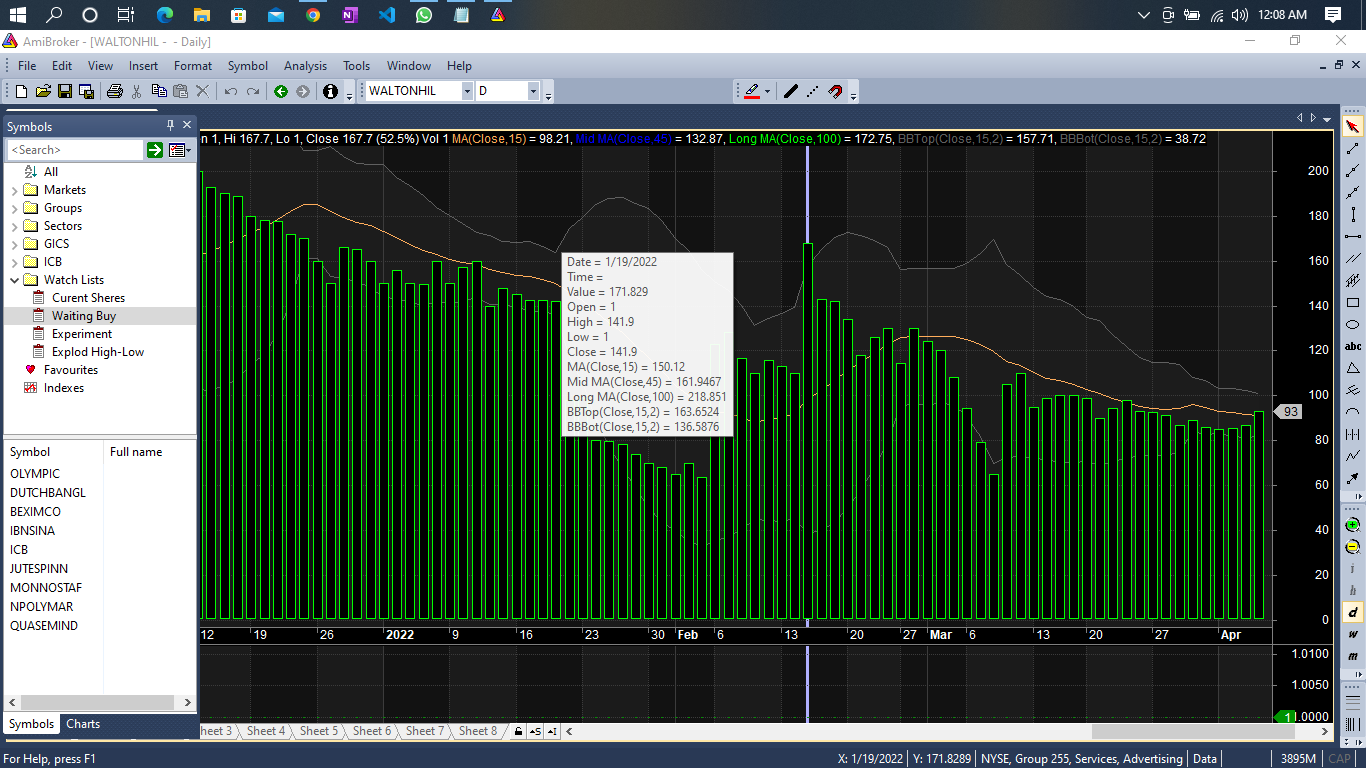 12:08 AM
AmiBroker - [WALTONHIL - - Daily]
File Edit View Insert Format Symbol Analysis Tools Window Help
WALTONHIL D
Symbols
<Search>
All
Markets
Groups
Sectors
GICS
ICB
Watch Lists
Curent Sheres
Waiting Buy
Experiment
Explod High-Low
Favourites
Indexes
Symbol Full name
OLYMPIC
DUTCHBANGL
BEXIMCO
IBNSINA
ICB
JUTESPINN
MONNOSTAF
NPOLYMAR
QUASEMIND
Symbols Charts
n 1, Hi 167.7, Lo 1, Close 167.7 (52.5%) Vol 1 MA(Close,15) = 98.21, Mid MA(Close,45) = 132.87, Long MA(Close,100) = 172.75, BBTop(Close,15,2) = 157.71, BBBot(Close,15,2) = 38.72
Date = 1/19/2022
Time =
Value = 171.829
Open = 1
High = 141.9
Low = 1
Close = 141.9
MA(Close,15) = 150.12
Mid MA(Close,45) = 161.9467
Long MA(Close,100) = 218.851
BBTop(Close,15,2) = 163.6524
BBBot(Close,15,2) = 136.5876
200
180
160
140
120
100
93
80
60
40
20
0
12 19 26 2022 9 16 23 30 Feb 6 13 20 27 Mar 6 13 20 27 Apr
1.0100
1.0050
1 1.0000
abc
i
h
d
w
m
heet 3 Sheet 4 Sheet 5 Sheet 6 Sheet 7 Sheet 8 S I
For Help, press F1 X: 1/19/2022 Y: 171.8289 NYSE, Group 255, Services, Advertising Data 3895M CAP